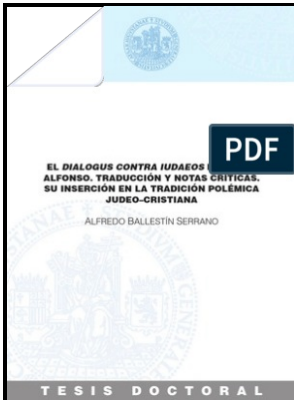 PDF
EL DIALOGUS CONTRA IUDAEOS
ALFONSO. TRADUCCIÓN Y NOTAS CRÍTICAS.
SU INSERCIÓN EN LA TRADICIÓN POLÉMICA
JUDEO–CRISTIANA
ALFREDO BALLESTÍN SERRANO
TESIS DOCTORAL